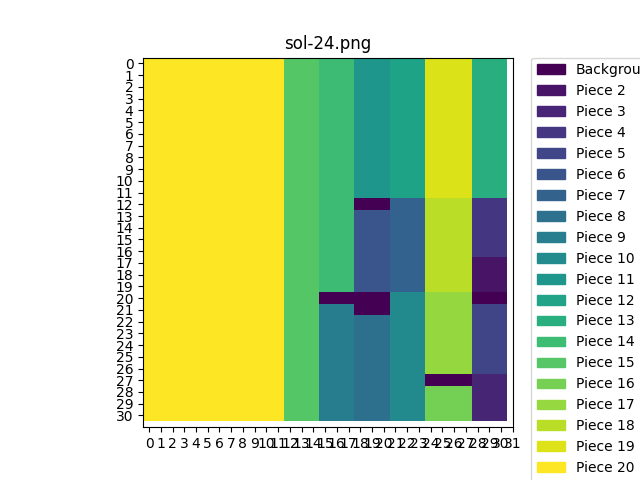 sol-24.png
0
1
2
3
4
5
6
7
8
9
10
11
12
13
14
15
16
17
18
19
20
21
22
23
24
25
26
27
28
29
30
0 1 2 3 4 5 6 7 8 9 10 11 12 13 14 15 16 17 18 19 20 21 22 23 24 25 26 27 28 29 30 31
Backgrou
Piece 2
Piece 3
Piece 4
Piece 5
Piece 6
Piece 7
Piece 8
Piece 9
Piece 10
Piece 11
Piece 12
Piece 13
Piece 14
Piece 15
Piece 16
Piece 17
Piece 18
Piece 19
Piece 20